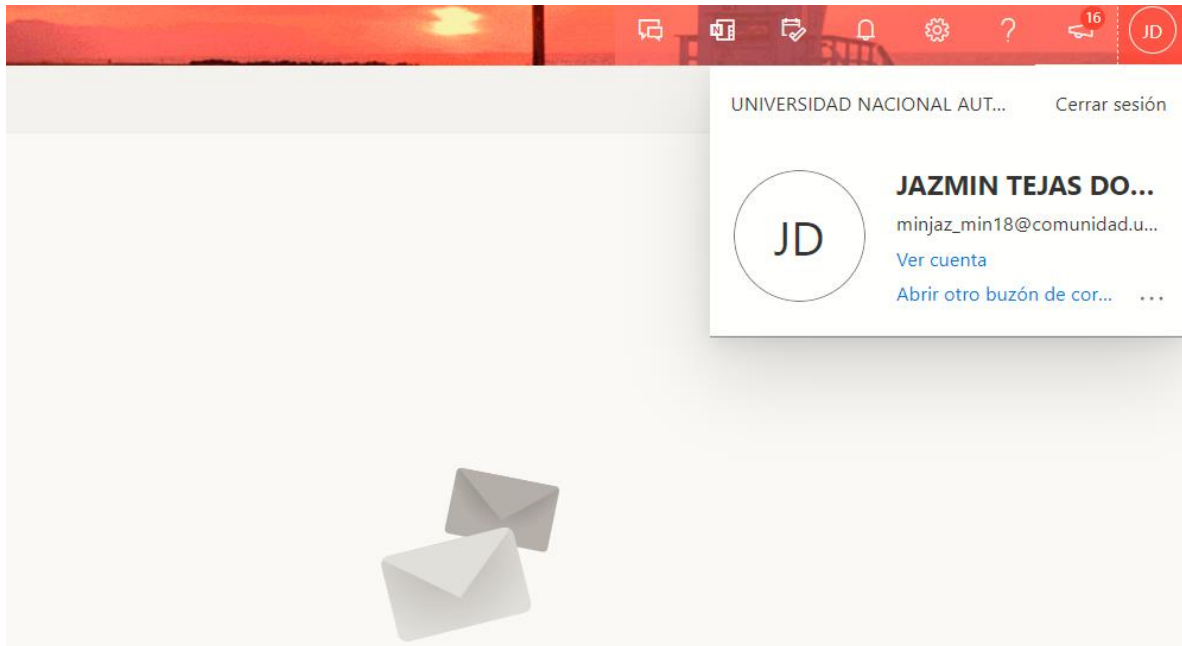 16
JD
UNIVERSIDAD NACIONAL AUT... Cerrar sesión
JD
JAZMIN TEJAS DO...
minjaz_min18@comunidad.u...
Ver cuenta
Abrir otro buzón de cor... ...